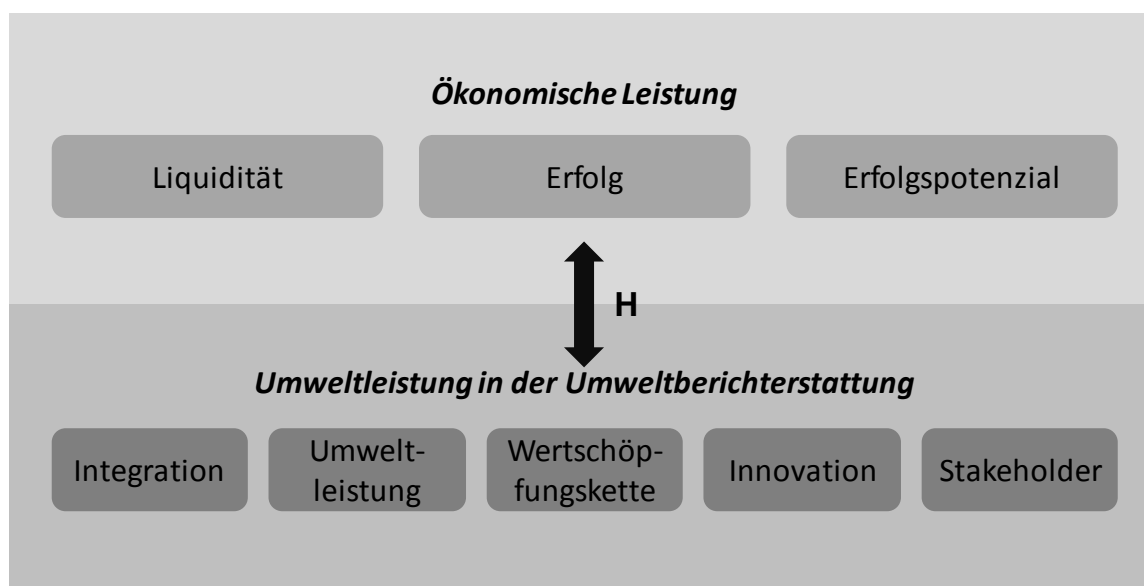 Ökonomische Leistung
Liquidität
Erfolg
Erfolgspotenzial
H
Umweltleistung in der Umweltberichterstattung
Integration
Umwelt-
leistung
Wertschöp-
fungskette
Innovation
Stakeholder